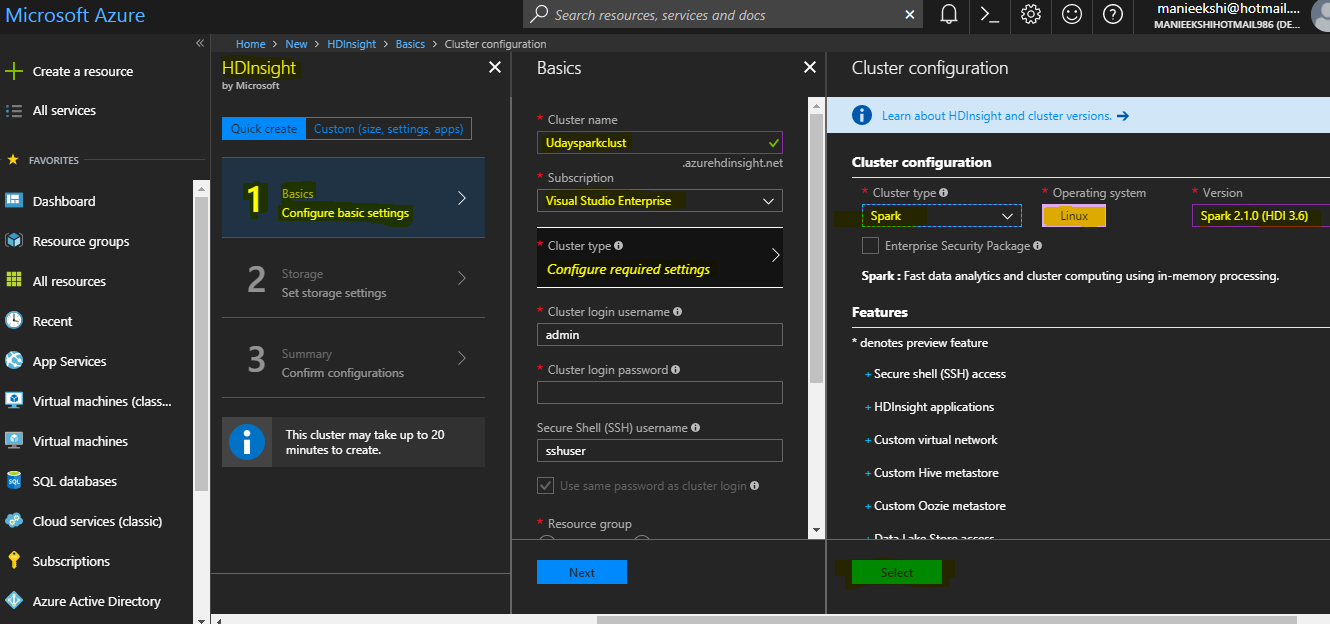 Microsoft Azure
Search resources, services and docs
manieekshi@hotmail....
MANIEEKSHIHOTMAIL986 (DE...
Home > New > HDInsight > Basics > Cluster configuration
Create a resource
All services
FAVORITES
Dashboard
Resource groups
All resources
Recent
App Services
Virtual machines (class...
Virtual machines
SQL databases
Cloud services (classic)
Subscriptions
Azure Active Directory
HDInsight
by Microsoft
Quick create
Custom (size, settings, apps)
1
Basics
Configure basic settings
2
Storage
Set storage settings
3
Summary
Confirm configurations
This cluster may take up to 20
minutes to create.
Basics
* Cluster name
Udaysparkclust
.azurehdinsight.net
* Subscription
Visual Studio Enterprise
* Cluster type
Configure required settings
* Cluster login username
admin
* Cluster login password
Secure Shell (SSH) username
sshuser
Use same password as cluster login
* Resource group
Next
Cluster configuration
Learn about HDInsight and cluster versions.
Cluster configuration
* Cluster type
Spark
* Operating system
Linux
* Version
Spark 2.1.0 (HDI 3.6)
Enterprise Security Package
Spark : Fast data analytics and cluster computing using in-memory processing.
Features
* denotes preview feature
+ Secure shell (SSH) access
+ HDInsight applications
+ Custom virtual network
+ Custom Hive metastore
+ Custom Oozie metastore
+ Data Lake Store access
Select